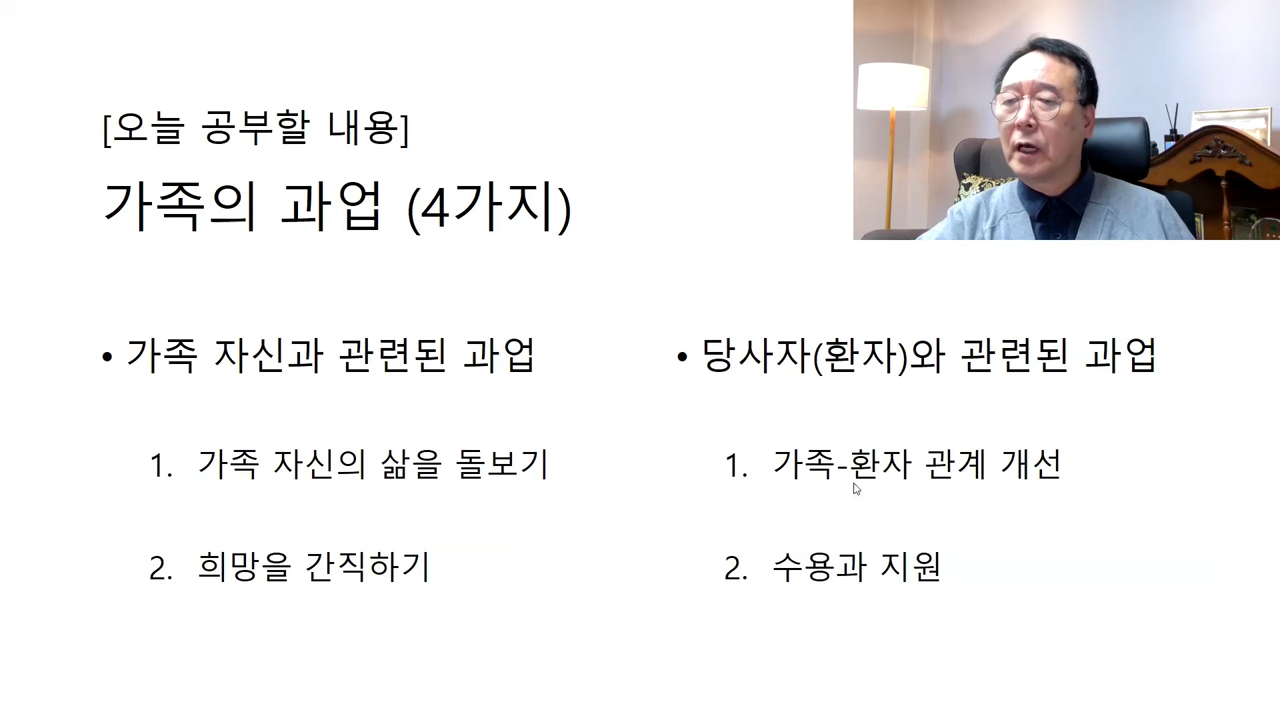 [오늘 공부할 내용]
가족의 과업 (4가지)
• 가족 자신과 관련된 과업
1. 가족 자신의 삶을 돌보기
2. 희망을 간직하기
• 당사자(환자)와 관련된 과업
1. 가족-환자 관계 개선
2. 수용과 지원